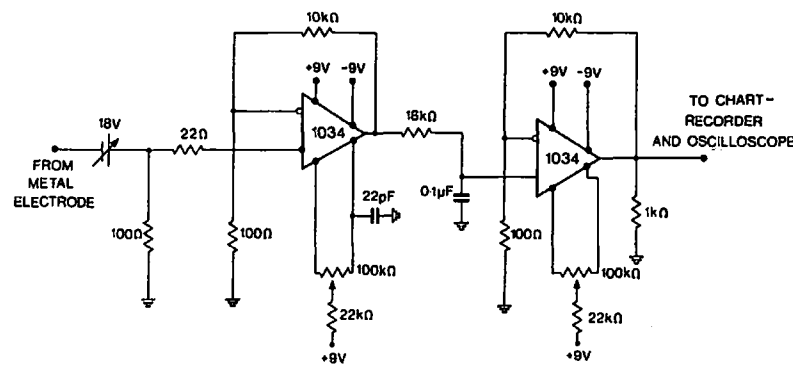 10kΩ
10kΩ
+9V
-9V
+9V
-9V
TO CHART-
RECORDER
AND OSCILLOSCOPE
18V
1034
18kΩ
1034
22Ω
FROM
METAL
ELECTRODE
22pF
0·1µF
1kΩ
100Ω
100Ω
100Ω
100kΩ
100kΩ
22kΩ
22kΩ
+9V
+9V